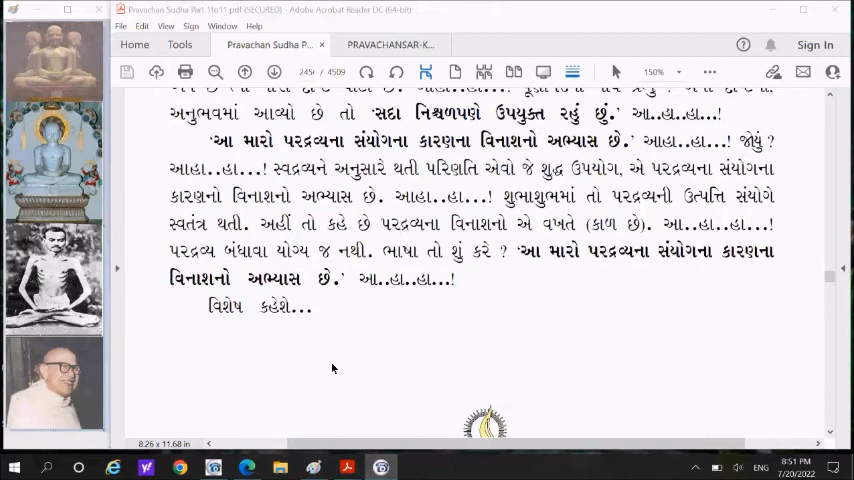 Pravachan Sudha Part 1to11.pdf (SECURED) - Adobe Acrobat Reader DC (64-bit)
File Edit View Sign Window Help
Home Tools Pravachan Sudha P... × PRAVACHANSAR-K... Sign In
245 / 4509 150%
અનુભવમાં આવ્યો છે તો ‘સદા નિશ્ચળપણે ઉપયુક્ત રહું છું.’ આ..હા..હા...!
‘આ મારો પરદ્રવ્યના સંયોગના કારણના વિનાશનો અભ્યાસ છે.’ આહા..હા...! જોયું ?
આહા..હા...! સ્વદ્રવ્યને અનુસારે થતી પરિણતિ એવો જે શુદ્ધ ઉપયોગ, એ પરદ્રવ્યના સંયોગના
કારણનો વિનાશનો અભ્યાસ છે. આહા..હા...! શુભાશુભમાં તો પરદ્રવ્યની ઉત્પત્તિ સંયોગે
સ્વતંત્ર થતી. અહીં તો કહે છે પરદ્રવ્યના વિનાશનો એ વખતે (કાળ છે). આ..હા..હા...!
પરદ્રવ્ય બંધાવા યોગ્ય જ નથી. ભાષા તો શું કરે ? ‘આ મારો પરદ્રવ્યના સંયોગના કારણના
વિનાશનો અભ્યાસ છે.’ આ..હા..હા...!
વિશેષ કહેશે...
8.26 x 11.68 in
ENG
8:51 PM
7/20/2022